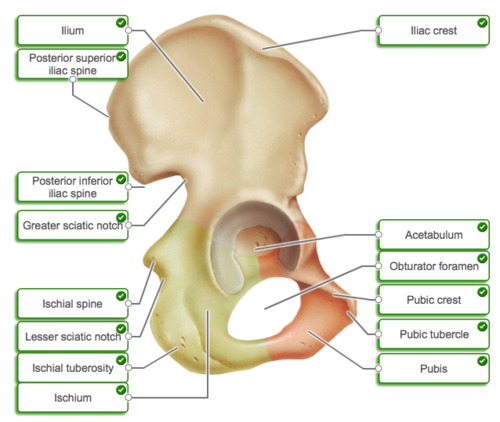 Ilium
Posterior superior
iliac spine
Posterior inferior
iliac spine
Greater sciatic notch
Ischial spine
Lesser sciatic notch
Ischial tuberosity
Ischium
Iliac crest
Acetabulum
Obturator foramen
Pubic crest
Pubic tubercle
Pubis